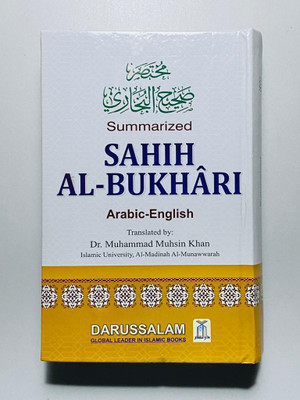 مختصر
صحيح البخاري
Summarized
SAHIH
AL-BUKHÂRI
Arabic-English
Translated by:
Dr. Muhammad Muhsin Khan
Islamic University, Al-Madinah Al-Munawwarah
DARUSSALAM
GLOBAL LEADER IN ISLAMIC BOOKS